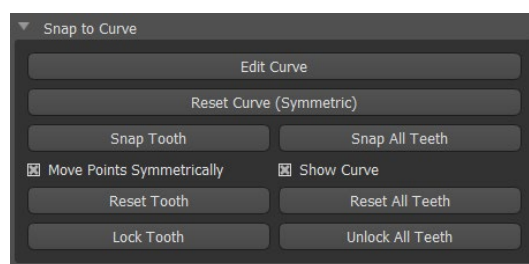 Snap to Curve
Edit Curve
Reset Curve (Symmetric)
Snap Tooth Snap All Teeth
Move Points Symmetrically Show Curve
Reset Tooth Reset All Teeth
Lock Tooth Unlock All Teeth